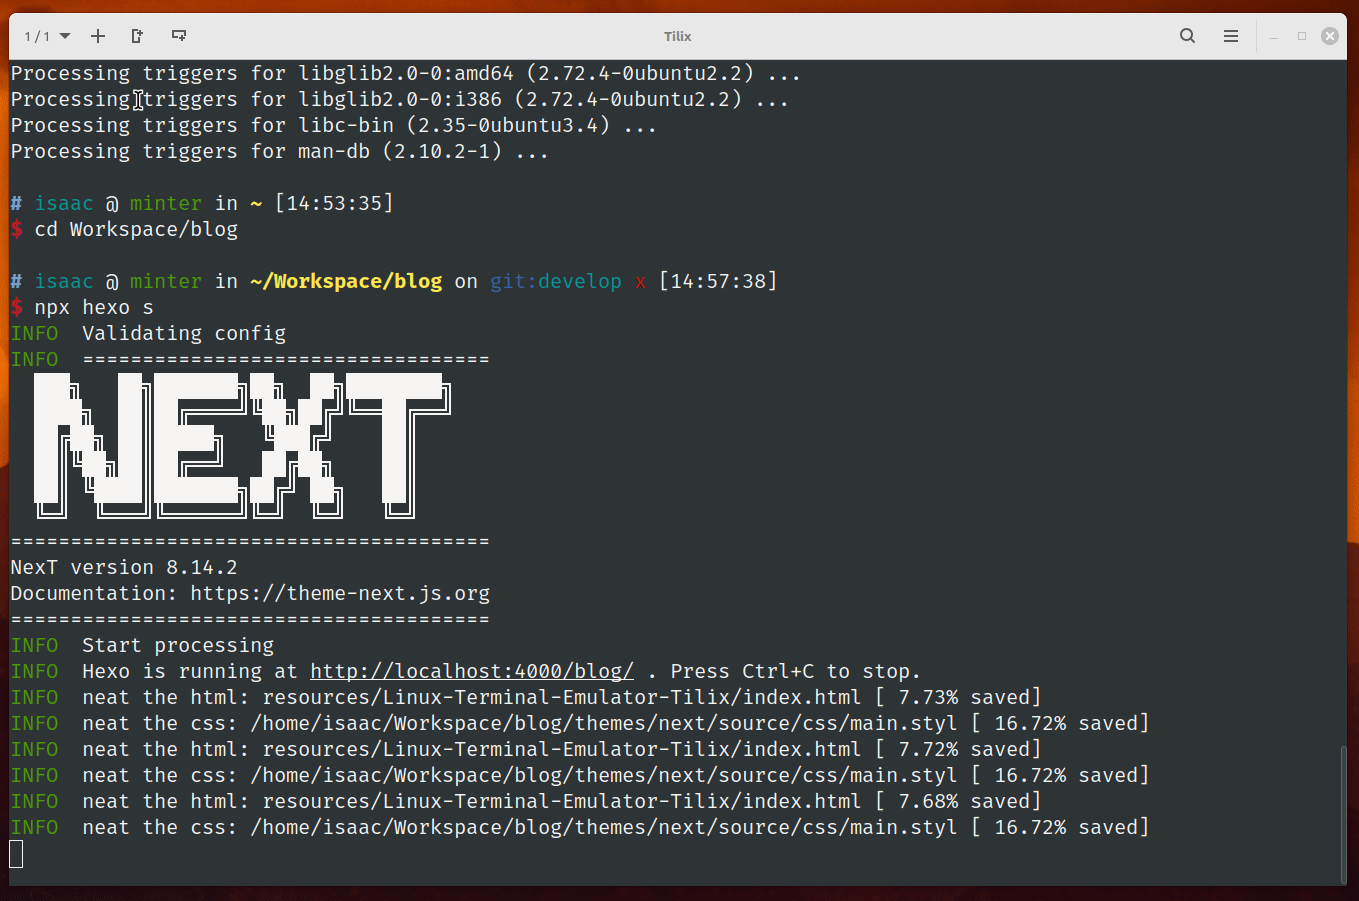 1 / 1
Tilix
Processing triggers for libglib2.0-0:amd64 (2.72.4-0ubuntu2.2) ...
Processing triggers for libglib2.0-0:i386 (2.72.4-0ubuntu2.2) ...
Processing triggers for libc-bin (2.35-0ubuntu3.4) ...
Processing triggers for man-db (2.10.2-1) ...
# isaac @ minter in ~ [14:53:35]
$ cd Workspace/blog
# isaac @ minter in ~/Workspace/blog on git:develop x [14:57:38]
$ npx hexo s
INFO  Validating config
INFO  ==================================
NEXT
========================================
NexT version 8.14.2
Documentation: https://theme-next.js.org
========================================
INFO  Start processing
INFO  Hexo is running at http://localhost:4000/blog/ . Press Ctrl+C to stop.
INFO  neat the html: resources/Linux-Terminal-Emulator-Tilix/index.html [ 7.73% saved]
INFO  neat the css: /home/isaac/Workspace/blog/themes/next/source/css/main.styl [ 16.72% saved]
INFO  neat the html: resources/Linux-Terminal-Emulator-Tilix/index.html [ 7.72% saved]
INFO  neat the css: /home/isaac/Workspace/blog/themes/next/source/css/main.styl [ 16.72% saved]
INFO  neat the html: resources/Linux-Terminal-Emulator-Tilix/index.html [ 7.68% saved]
INFO  neat the css: /home/isaac/Workspace/blog/themes/next/source/css/main.styl [ 16.72% saved]